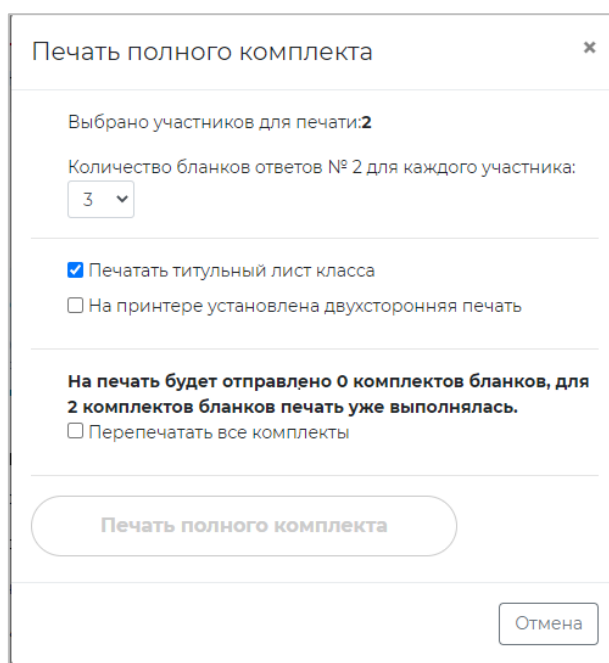 Печать полного комплекта ×
Выбрано участников для печати:2
Количество бланков ответов № 2 для каждого участника:
3
Печатать титульный лист класса
На принтере установлена двухсторонняя печать
На печать будет отправлено 0 комплектов бланков, для
2 комплектов бланков печать уже выполнялась.
Перепечатать все комплекты
Печать полного комплекта
Отмена